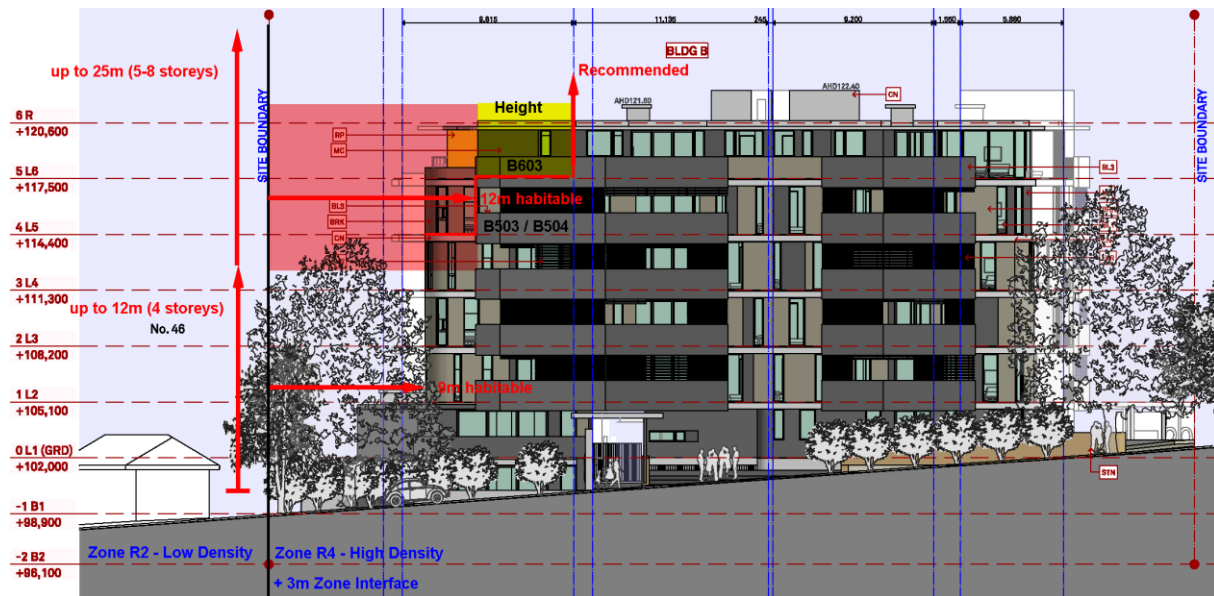 9.815
11.135
245
9.200
1.550
5.860
BLDG B
up to 25m (5-8 storeys)
SITE BOUNDARY
Recommended
Height
AHD121.60
AHD122.40
CN
SITE BOUNDARY
6 R
+120,600
RP
MC
B603
5 L6
+117,500
BL3
12m habitable
BL3
BRK
B503 / B504
CN
4 L5
+114,400
3 L4
+111,300
up to 12m (4 storeys)
No. 46
2 L3
+108,200
9m habitable
1 L2
+105,100
0 L1 (GRD)
+102,000
STN
-1 B1
+98,900
Zone R2 - Low Density
Zone R4 - High Density
-2 B2
+96,100
+ 3m Zone Interface